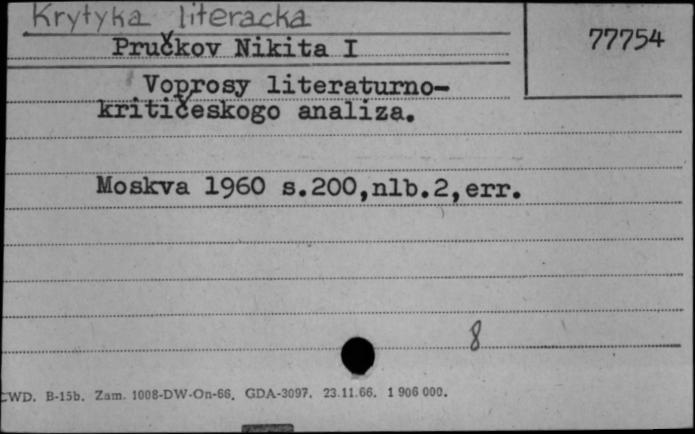 Krytyka literacka
77754
Pručkov Nikita I
Voprosy literaturno-
kritičeskogo analiza.
Moskva 1960 s.200,nlb.2,err.
8
CWD. B-15b. Zam. 1008-DW-On-66. GDA-3097. 23.11.66. 1 906 000.